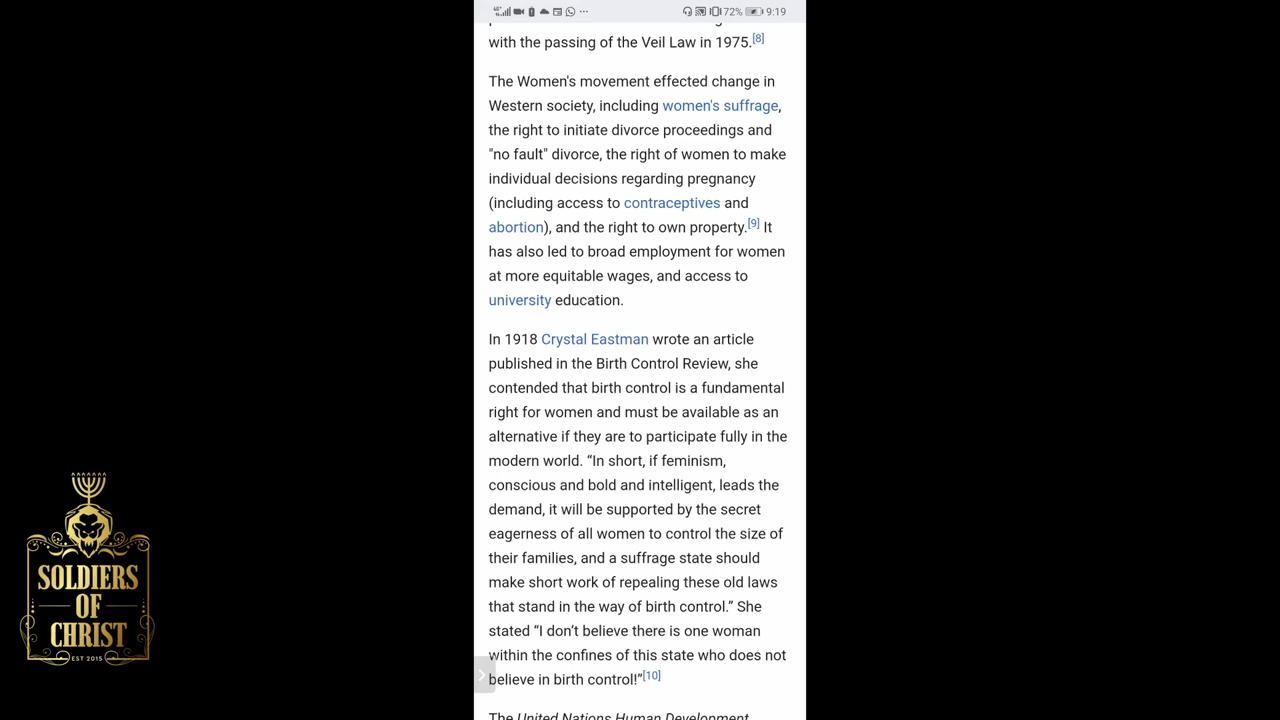 72% 9:19
with the passing of the Veil Law in 1975.[8]
The Women's movement effected change in
Western society, including women's suffrage,
the right to initiate divorce proceedings and
"no fault" divorce, the right of women to make
individual decisions regarding pregnancy
(including access to contraceptives and
abortion), and the right to own property.[9] It
has also led to broad employment for women
at more equitable wages, and access to
university education.
In 1918 Crystal Eastman wrote an article
published in the Birth Control Review, she
contended that birth control is a fundamental
right for women and must be available as an
alternative if they are to participate fully in the
modern world. “In short, if feminism,
conscious and bold and intelligent, leads the
demand, it will be supported by the secret
eagerness of all women to control the size of
their families, and a suffrage state should
make short work of repealing these old laws
that stand in the way of birth control.” She
stated “I don’t believe there is one woman
within the confines of this state who does not
believe in birth control!”[10]
The United Nations Human Development
SOLDIERS
OF
CHRIST
EST 2015